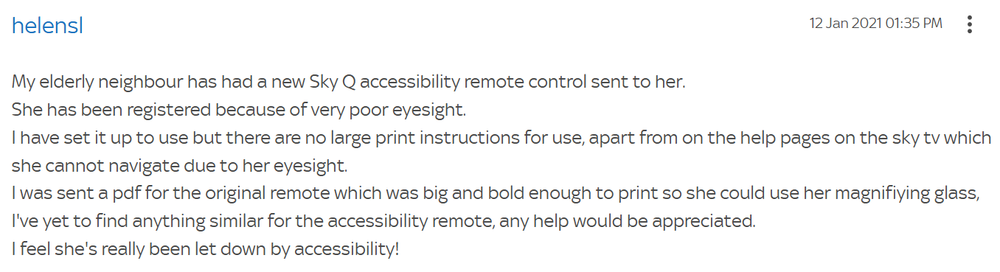 helensl
12 Jan 2021 01:35 PM
My elderly neighbour has had a new Sky Q accessibility remote control sent to her.
She has been registered because of very poor eyesight.
I have set it up to use but there are no large print instructions for use, apart from on the help pages on the sky tv which
she cannot navigate due to her eyesight.
I was sent a pdf for the original remote which was big and bold enough to print so she could use her magnifiying glass,
I've yet to find anything similar for the accessibility remote, any help would be appreciated.
I feel she's really been let down by accessibility!